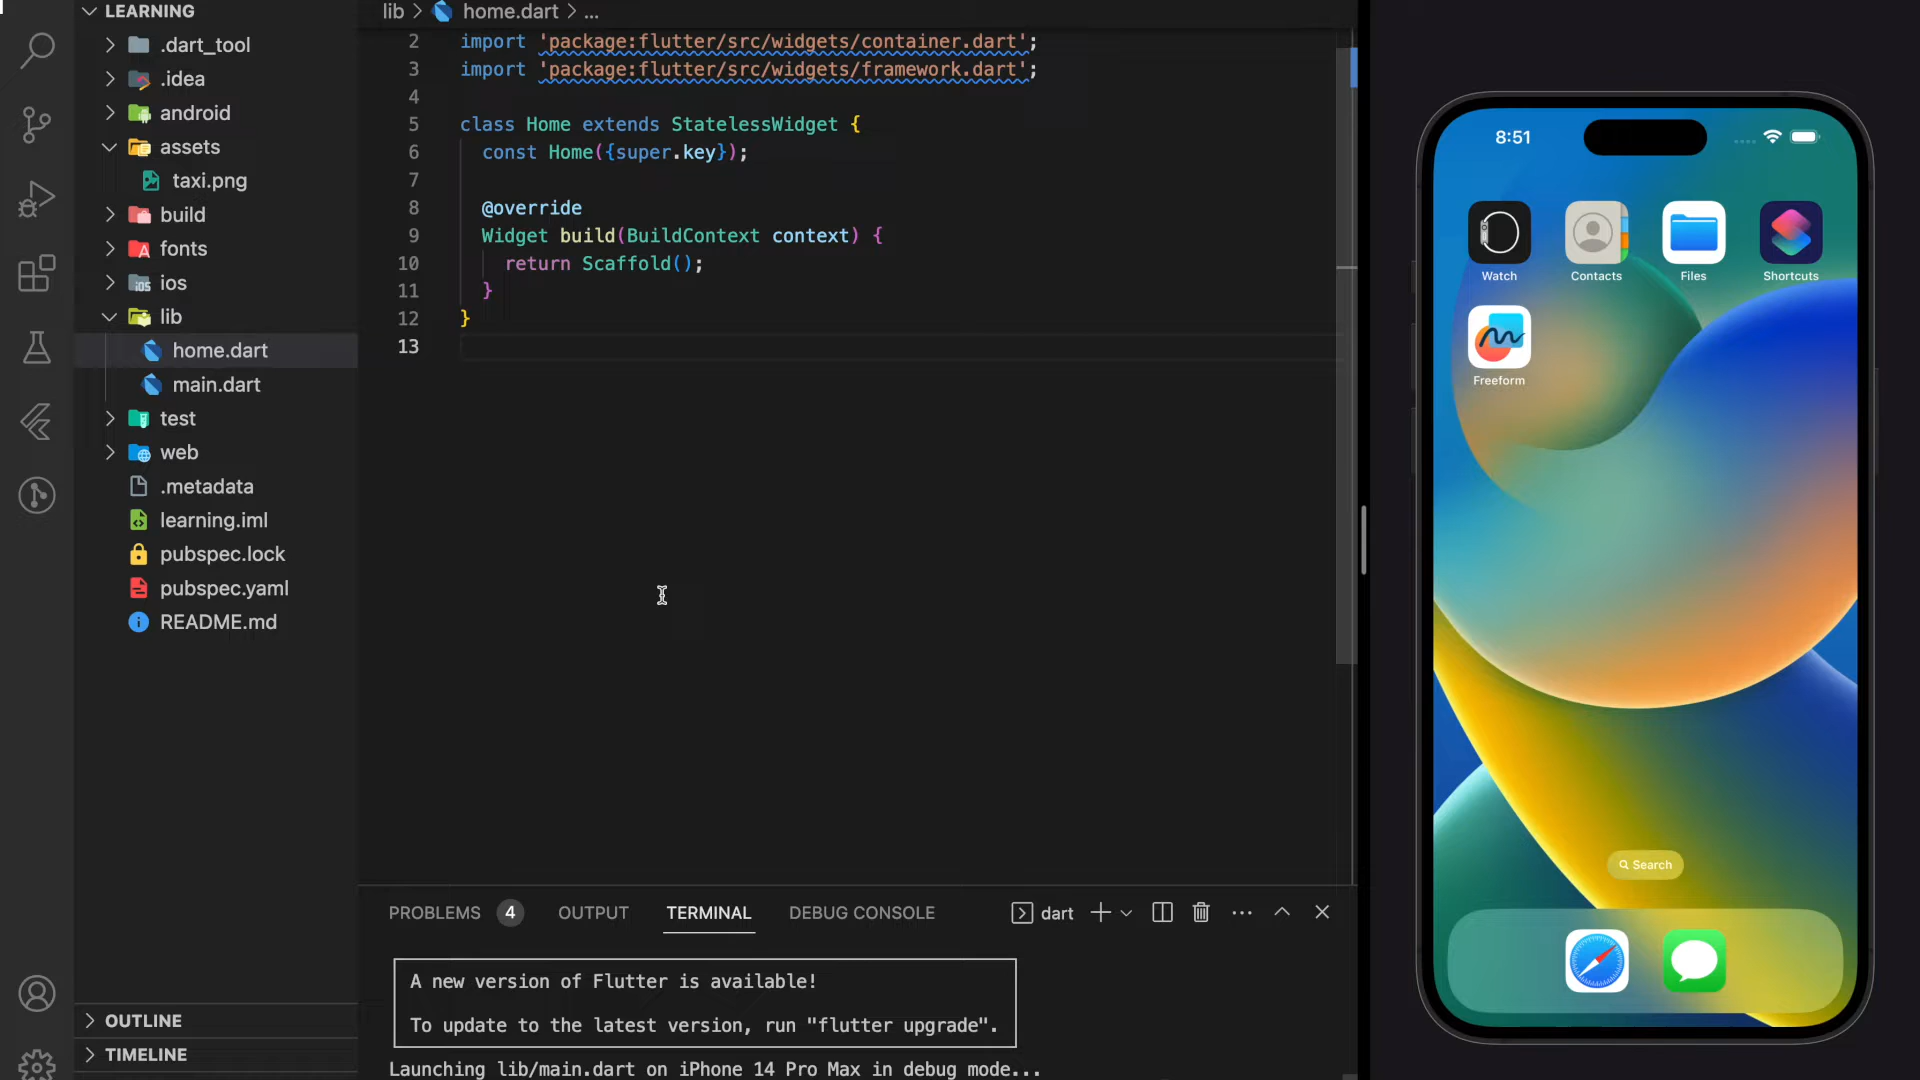 LEARNING
.dart_tool
.idea
android
assets
taxi.png
build
fonts
ios
lib
home.dart
main.dart
test
web
.metadata
learning.iml
pubspec.lock
pubspec.yaml
README.md
OUTLINE
TIMELINE
lib > home.dart > ...
2 import 'package:flutter/src/widgets/container.dart';
3 import 'package:flutter/src/widgets/framework.dart';
4
5 class Home extends StatelessWidget {
6 const Home({super.key});
7
8 @override
9 Widget build(BuildContext context) {
10 return Scaffold();
11 }
12 }
13
PROBLEMS 4 OUTPUT TERMINAL DEBUG CONSOLE dart
A new version of Flutter is available!
To update to the latest version, run "flutter upgrade".
Launching lib/main.dart on iPhone 14 Pro Max in debug mode...
8:51
Watch Contacts Files Shortcuts
Freeform
Search